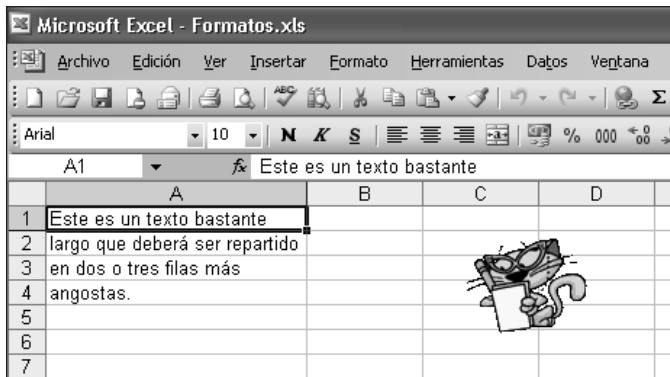 Microsoft Excel - Formatos.xls
Archivo Edición Ver Insertar Formato Herramientas Datos Ventana
ABC Σ
Arial 10 N K S a % 000
A1 fx Este es un texto bastante
A B C D
1 Este es un texto bastante
2 largo que deberá ser repartido
3 en dos o tres filas más
4 angostas.
5
6
7